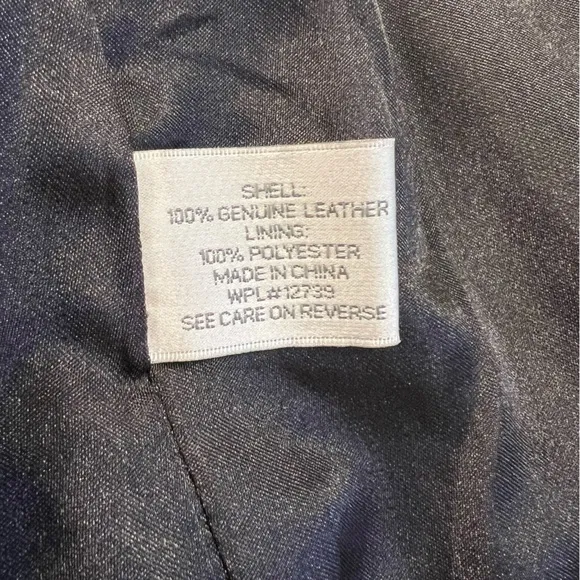 SHELL:
100% GENUINE LEATHER
LINING:
100% POLYESTER
MADE IN CHINA
WPL#12739
SEE CARE ON REVERSE